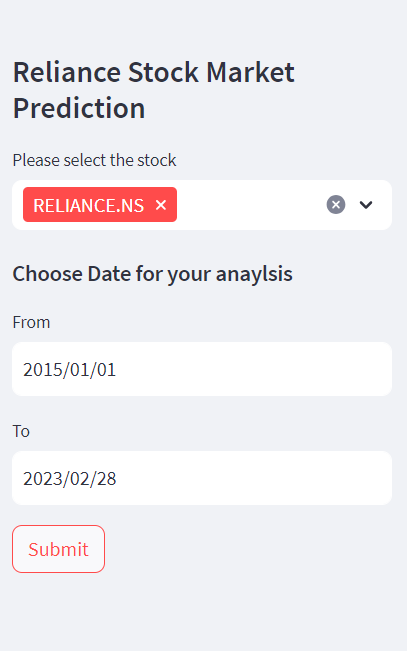 Reliance Stock Market
Prediction
Please select the stock
RELIANCE.NS
Choose Date for your anaylsis
From
2015/01/01
To
2023/02/28
Submit